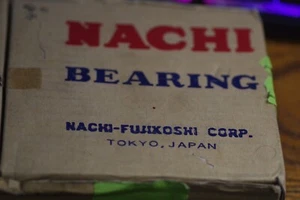 NACHI
BEARING
NACHI-FUJIKOSHI CORP.
TOKYO, JAPAN